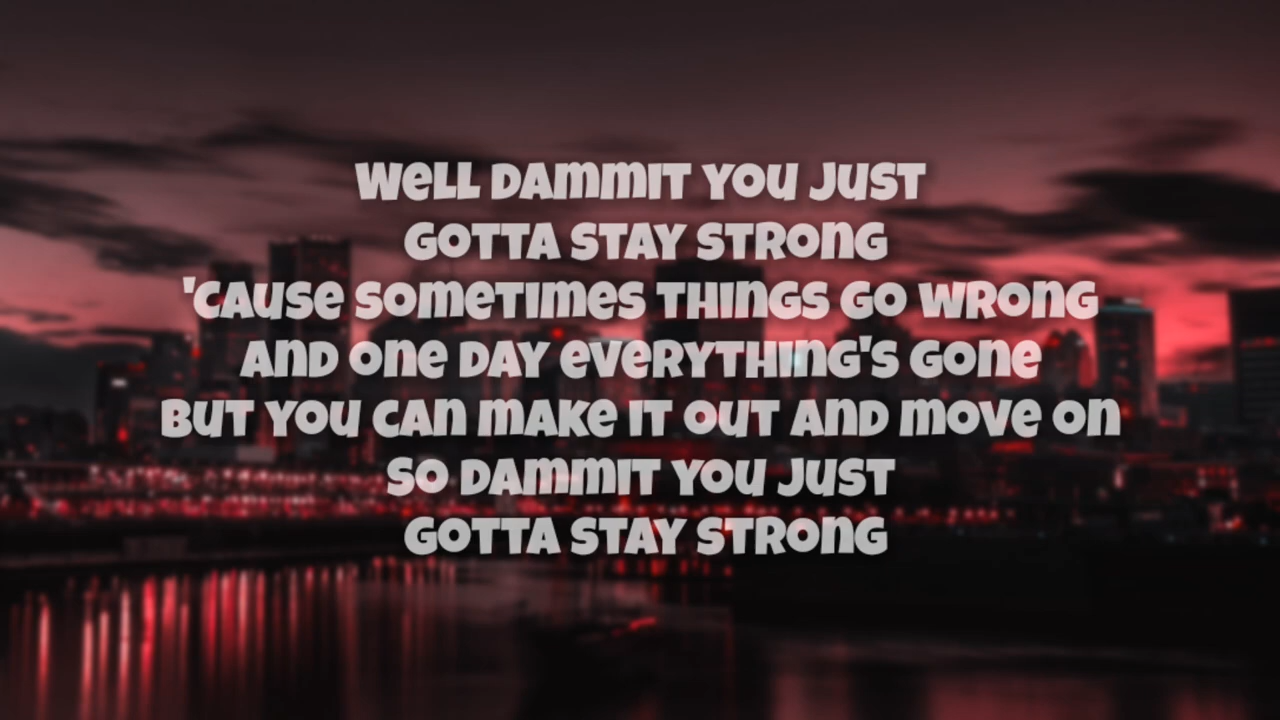 Well dammit you just
gotta stay strong
'cause sometimes things go wrong
And one day everything's gone
But you can make it out and move on
So dammit you just
gotta stay strong